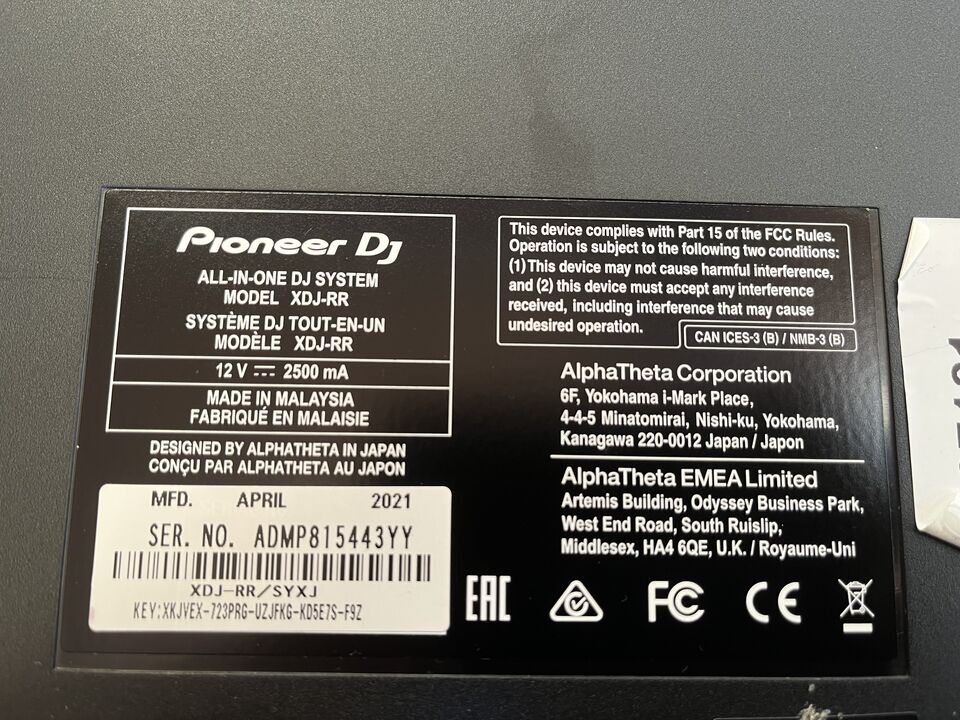 Pioneer DJ
ALL-IN-ONE DJ SYSTEM
MODEL XDJ-RR
SYSTÈME DJ TOUT-EN-UN
MODÈLE XDJ-RR
12 V ⎓ 2500 mA
MADE IN MALAYSIA
FABRIQUÉ EN MALAISIE
DESIGNED BY ALPHATHETA IN JAPAN
CONÇU PAR ALPHATHETA AU JAPON
MFD. APRIL 2021
SER. NO. ADMP815443YY
XDJ-RR/SYXJ
KEY:XKJVEX-723PRG-UZJFKG-KD5E7S-F9Z
This device complies with Part 15 of the FCC Rules.
Operation is subject to the following two conditions:
(1) This device may not cause harmful interference,
and (2) this device must accept any interference
received, including interference that may cause
undesired operation.
CAN ICES-3 (B) / NMB-3 (B)
AlphaTheta Corporation
6F, Yokohama i-Mark Place,
4-4-5 Minatomirai, Nishi-ku, Yokohama,
Kanagawa 220-0012 Japan / Japon
AlphaTheta EMEA Limited
Artemis Building, Odyssey Business Park,
West End Road, South Ruislip,
Middlesex, HA4 6QE, U.K. / Royaume-Uni
EAC FC CE